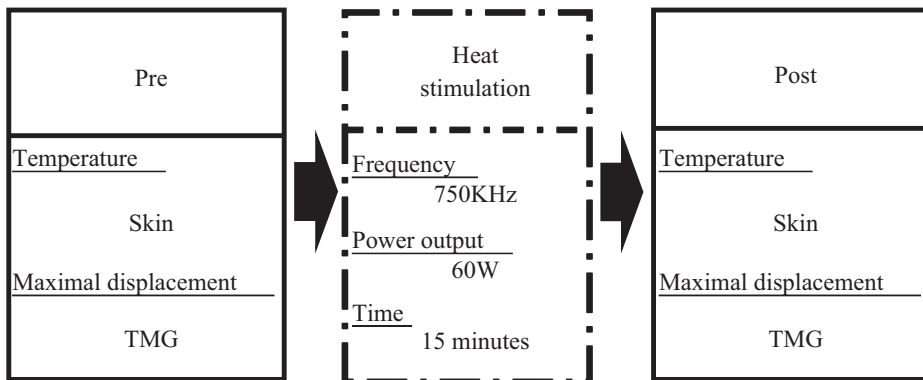 Pre
Temperature
Skin
Maximal displacement
TMG
Heat
stimulation
Frequency
750KHz
Power output
60W
Time
15 minutes
Post
Temperature
Skin
Maximal displacement
TMG